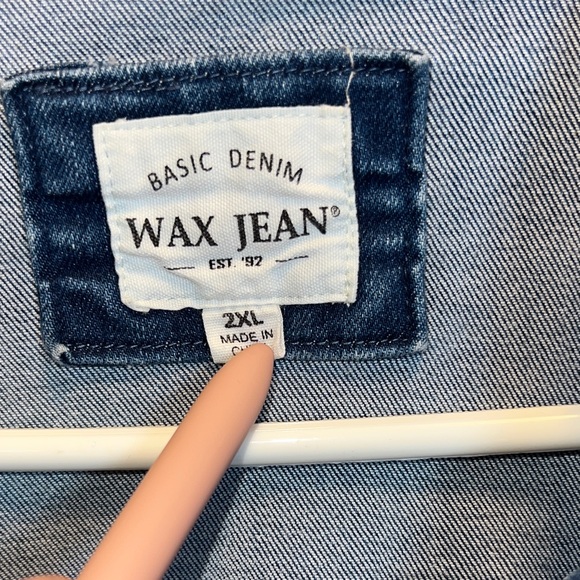 BASIC DENIM
WAX JEAN®
EST. '92
2XL
MADE IN